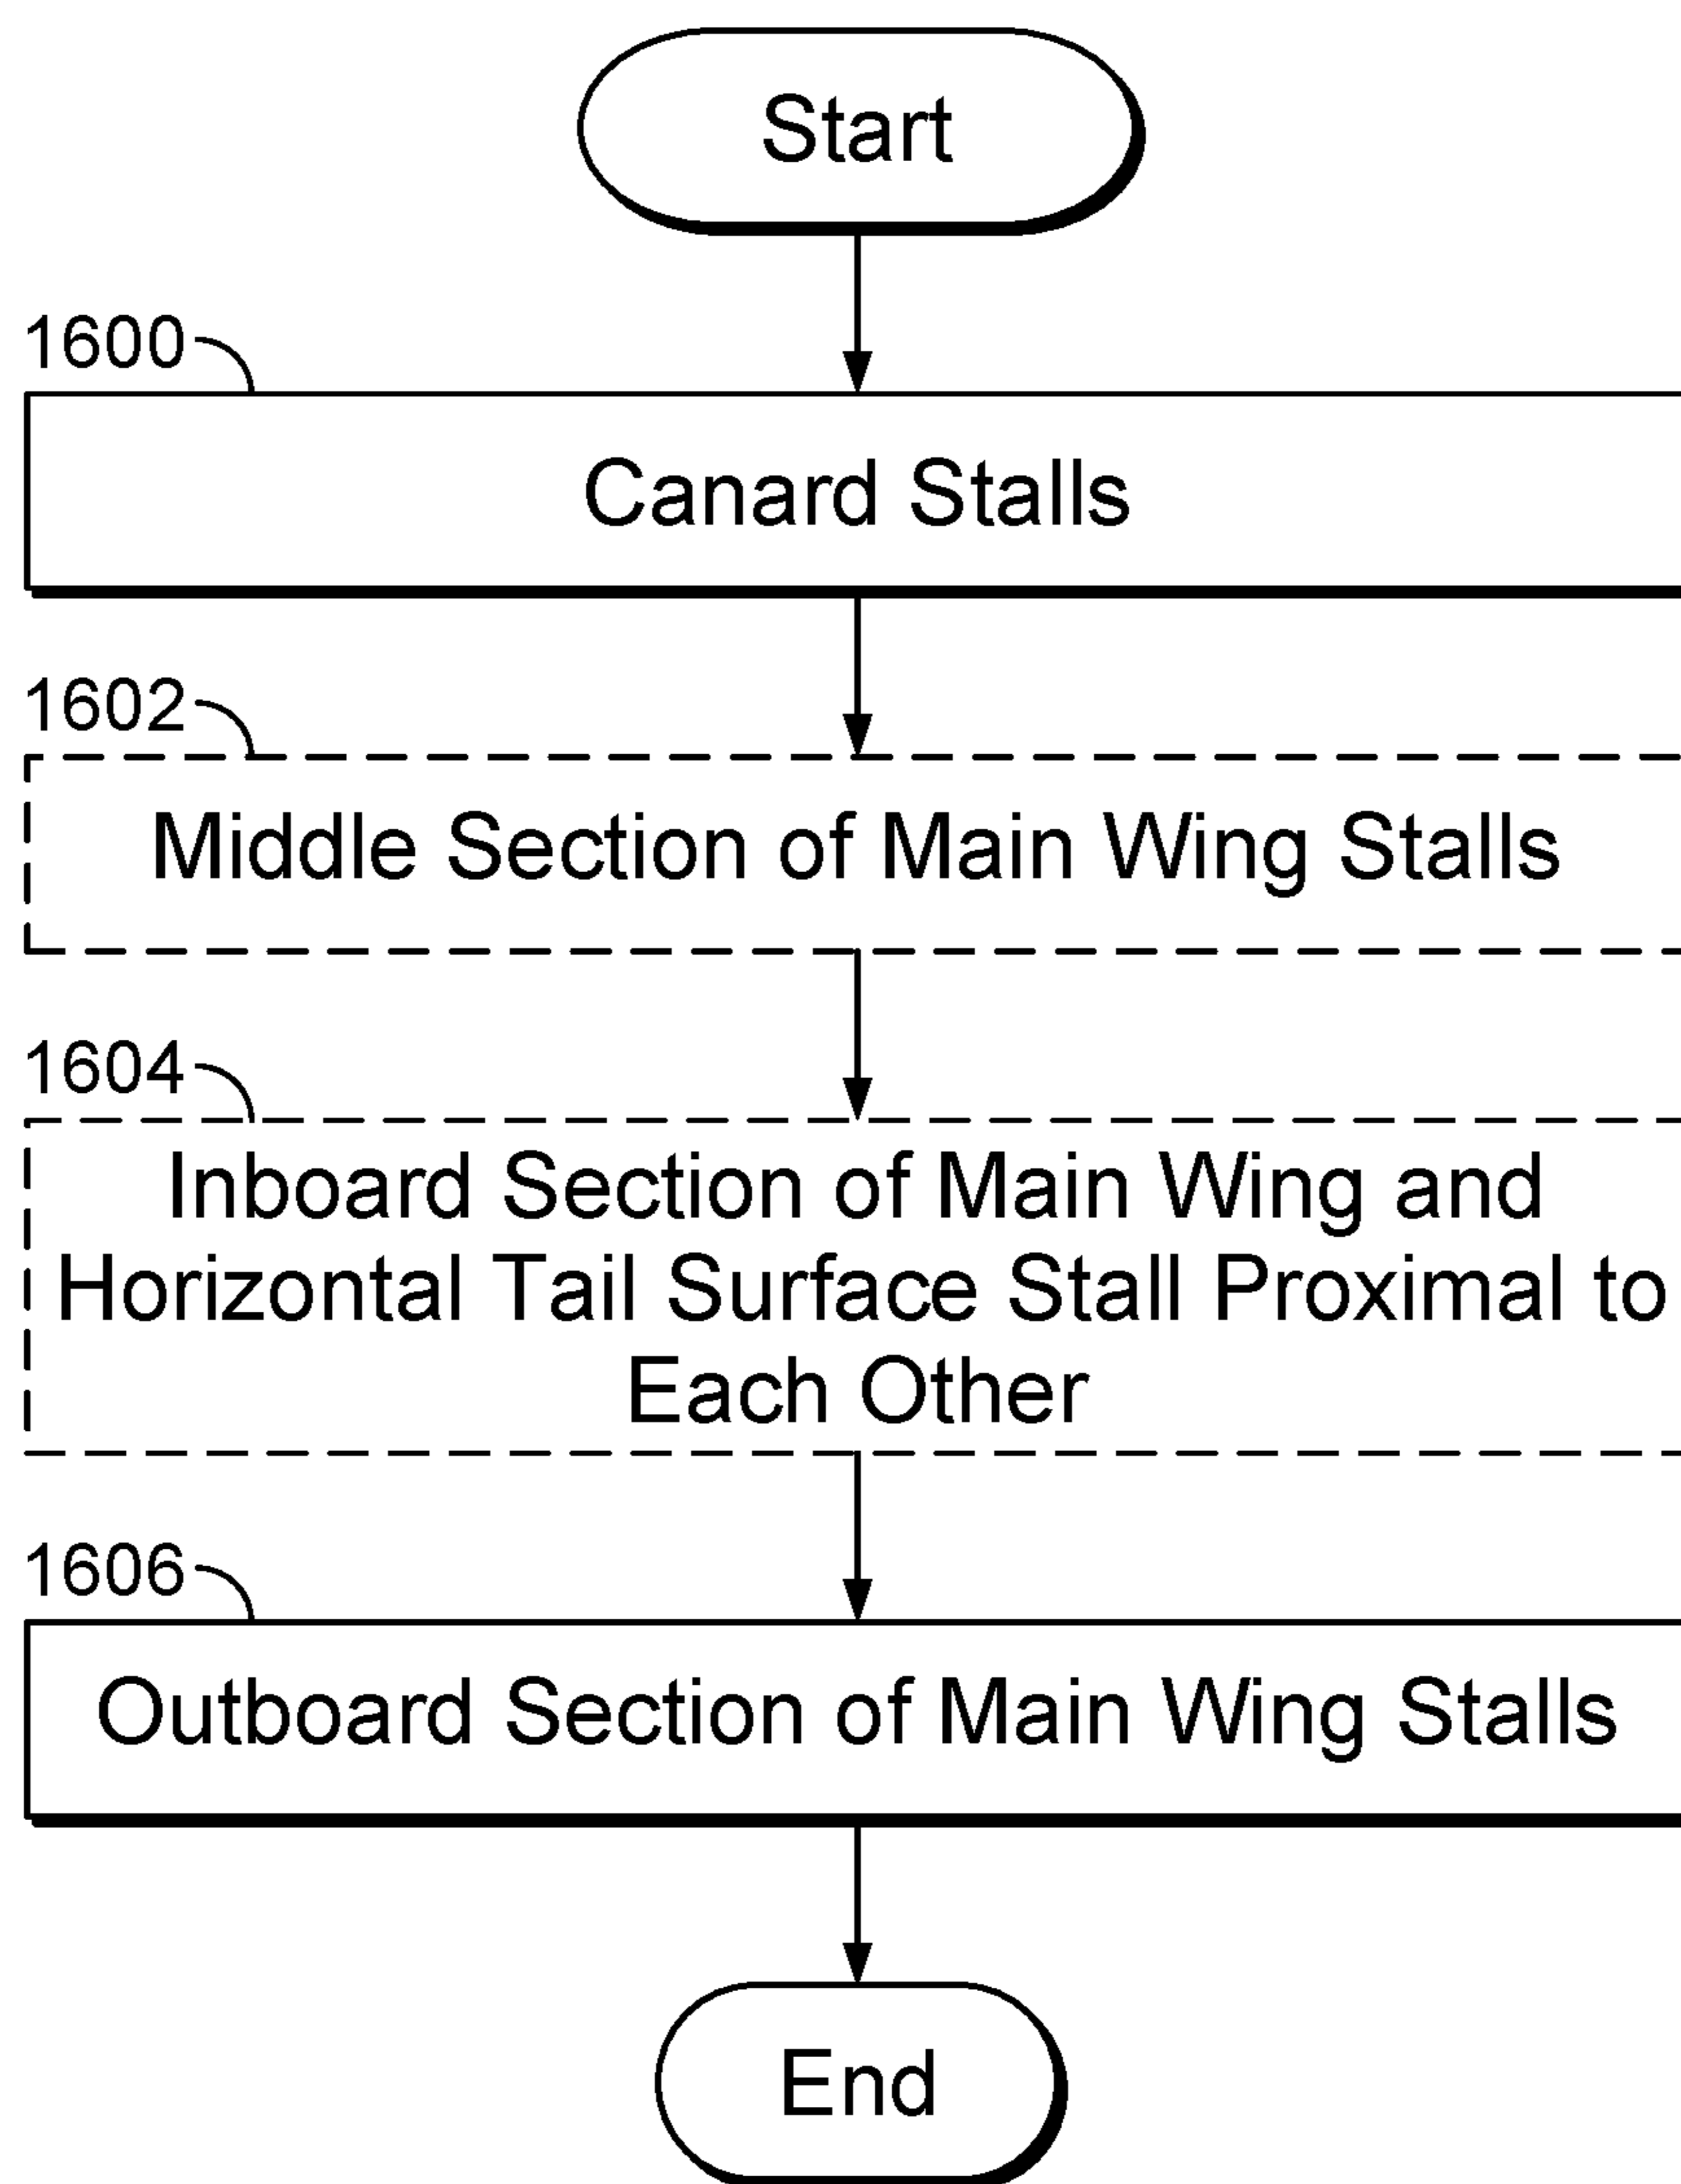 Start
1600
Canard Stalls
1602
Middle Section of Main Wing Stalls
1604
Inboard Section of Main Wing and
Horizontal Tail Surface Stall Proximal to
Each Other
1606
Outboard Section of Main Wing Stalls
End